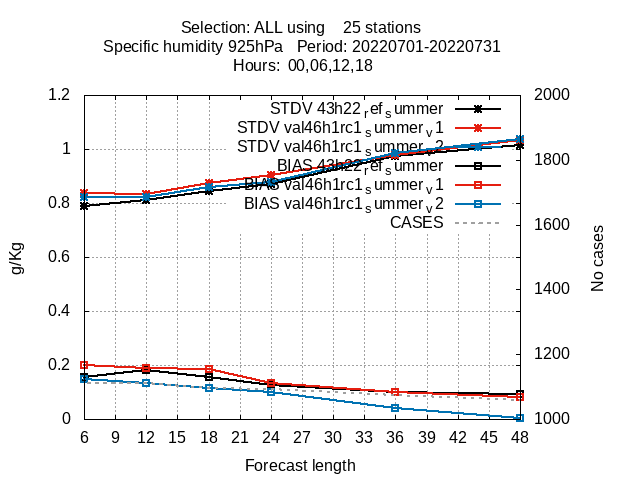 Selection: ALL using 25 stations
Specific humidity 925hPa Period: 20220701-20220731
Hours: 00,06,12,18
STDV 43h22_ref_summer
STDV val46h1rc1_summer_v1
STDV val46h1rc1_summer_v2
BIAS 43h22_ref_summer
BIAS val46h1rc1_summer_v1
BIAS val46h1rc1_summer_v2
CASES
g/Kg
1.2
1
0.8
0.6
0.4
0.2
0
No cases
2000
1800
1600
1400
1200
1000
6 9 12 15 18 21 24 27 30 33 36 39 42 45 48
Forecast length